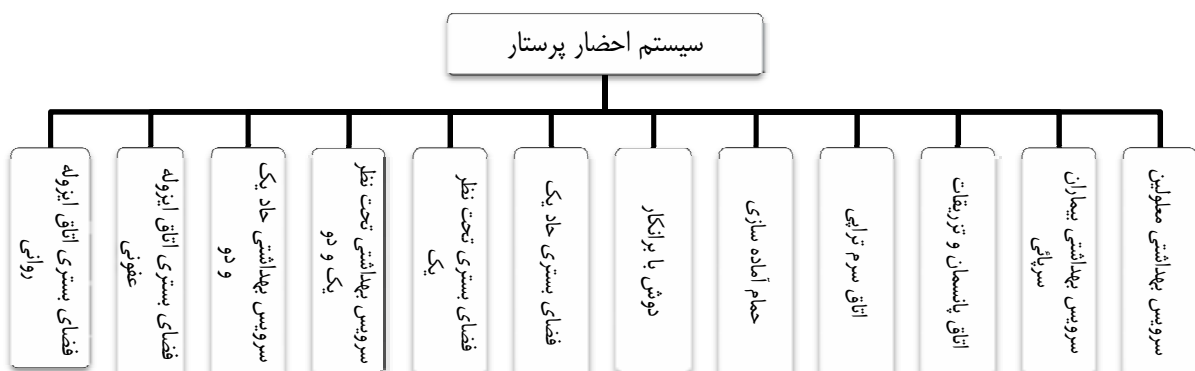 سیستم احضار پرستار
سرویس بهداشتی معلولین
سرویس بهداشتی بیماران
سرپائی
اتاق پانسمان و تزریقات
اتاق سرم تراپی
حمام آماده سازی
دوش با برانکار
فضای بستری حاد یک
فضای بستری تحت نظر
یک
سرویس بهداشتی تحت نظر
یک و دو
سرویس بهداشتی حاد یک
و دو
فضای بستری اتاق ایزوله
عفونی
فضای بستری اتاق ایزوله
روانی